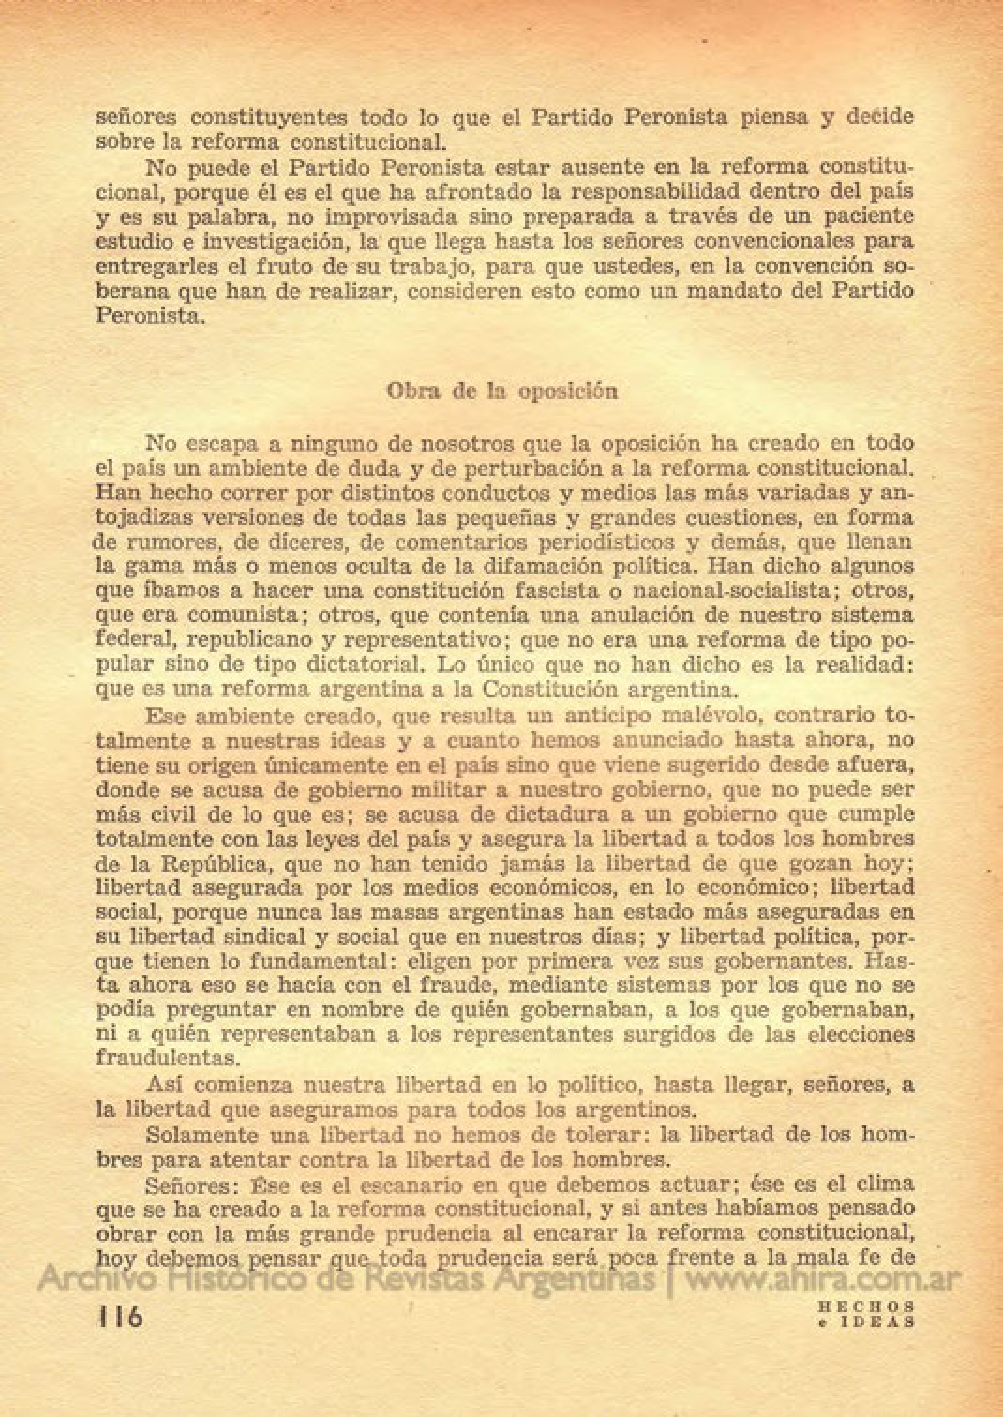 señores constituyentes todo lo que el Partido Peronista piensa y decide
sobre la reforma constitucional.
No puede el Partido Peronista estar ausente en la reforma constitu-
cional, porque él es el que ha afrontado la responsabilidad dentro del país
y es su palabra, no improvisada sino preparada a través de un paciente
estudio e investigación, la que llega hasta los señores convencionales para
entregarles el fruto de su trabajo, para que ustedes, en la convención so-
berana que han de realizar, consideren esto como un mandato del Partido
Peronista.
Obra de la oposición
No escapa a ninguno de nosotros que la oposición ha creado en todo
el país un ambiente de duda y de perturbación a la reforma constitucional.
Han hecho correr por distintos conductos y medios las más variadas y an-
tojadizas versiones de todas las pequeñas y grandes cuestiones, en forma
de rumores, de díceres, de comentarios periodísticos y demás, que llenan
la gama más o menos oculta de la difamación política. Han dicho algunos
que íbamos a hacer una constitución fascista o nacional-socialista; otros,
que era comunista; otros, que contenía una anulación de nuestro sistema
federal, republicano y representativo; que no era una reforma de tipo po-
pular sino de tipo dictatorial. Lo único que no han dicho es la realidad:
que es una reforma argentina a la Constitución argentina.
Ese ambiente creado, que resulta un anticipo malévolo, contrario to-
talmente a nuestras ideas y a cuanto hemos anunciado hasta ahora, no
tiene su origen únicamente en el país sino que viene sugerido desde afuera,
donde se acusa de gobierno militar a nuestro gobierno, que no puede ser
más civil de lo que es; se acusa de dictadura a un gobierno que cumple
totalmente con las leyes del país y asegura la libertad a todos los hombres
de la República, que no han tenido jamás la libertad de que gozan hoy;
libertad asegurada por los medios económicos, en lo económico; libertad
social, porque nunca las masas argentinas han estado más aseguradas en
su libertad sindical y social que en nuestros días; y libertad política, por-
que tienen lo fundamental: eligen por primera vez sus gobernantes. Has-
ta ahora eso se hacía con el fraude, mediante sistemas por los que no se
podía preguntar en nombre de quién gobernaban, a los que gobernaban,
ni a quién representaban a los representantes surgidos de las elecciones
fraudulentas.
Así comienza nuestra libertad en lo político, hasta llegar, señores, a
la libertad que aseguramos para todos los argentinos.
Solamente una libertad no hemos de tolerar: la libertad de los hom-
bres para atentar contra la libertad de los hombres.
Señores: Ése es el escanario en que debemos actuar; ése es el clima
que se ha creado a la reforma constitucional, y si antes habíamos pensado
obrar con la más grande prudencia al encarar la reforma constitucional,
hoy debemos pensar que toda prudencia será poca frente a la mala fe de
Archivo Histórico de Revistas Argentinas | www.ahira.com.ar
116
HECHOS
e IDEAS